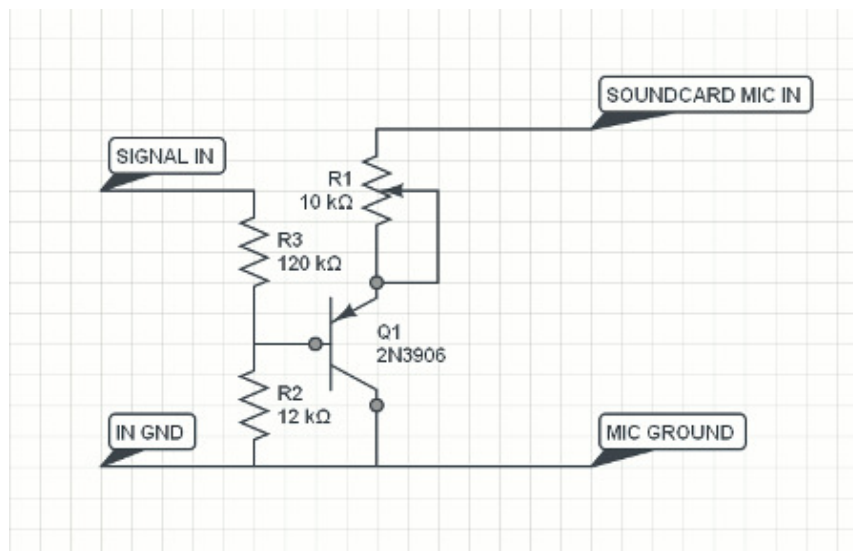 SOUNDCARD MIC IN
SIGNAL IN
R1
10 kΩ
R3
120 kΩ
Q1
2N3906
R2
12 kΩ
IN GND
MIC GROUND